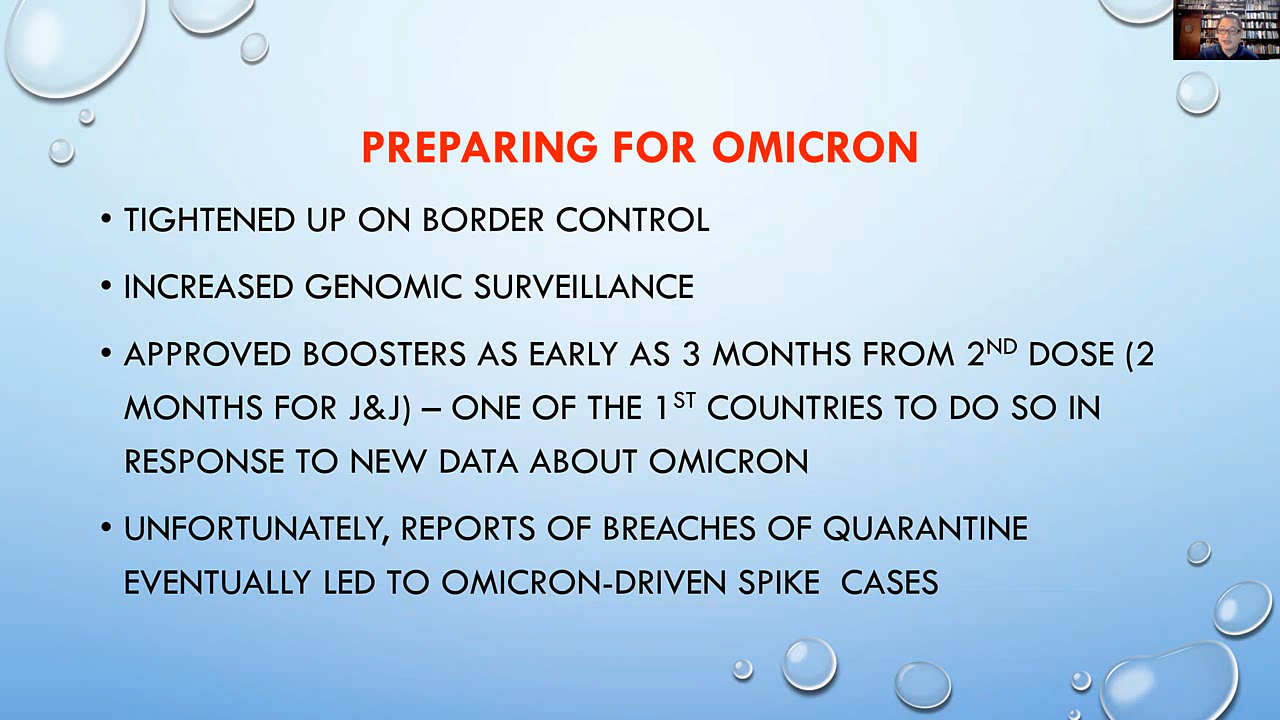 PREPARING FOR OMICRON
• TIGHTENED UP ON BORDER CONTROL
• INCREASED GENOMIC SURVEILLANCE
• APPROVED BOOSTERS AS EARLY AS 3 MONTHS FROM 2ND DOSE (2
MONTHS FOR J&J) – ONE OF THE 1ST COUNTRIES TO DO SO IN
RESPONSE TO NEW DATA ABOUT OMICRON
• UNFORTUNATELY, REPORTS OF BREACHES OF QUARANTINE
EVENTUALLY LED TO OMICRON-DRIVEN SPIKE  CASES